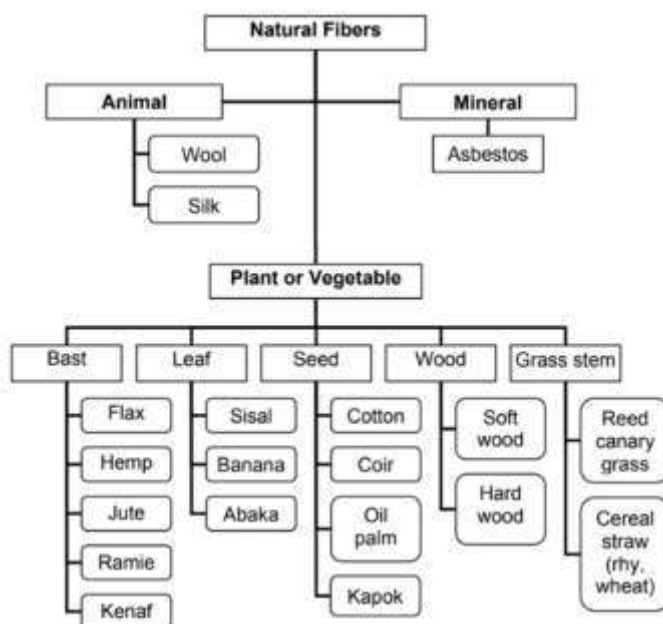 Natural Fibers
Animal
Mineral
Wool
Asbestos
Silk
Plant or Vegetable
Bast
Leaf
Seed
Wood
Grass stem
Flax
Hemp
Jute
Ramie
Kenaf
Sisal
Banana
Abaka
Cotton
Coir
Oil
palm
Kapok
Soft
wood
Hard
wood
Reed
canary
grass
Cereal
straw
(rhy,
wheat)